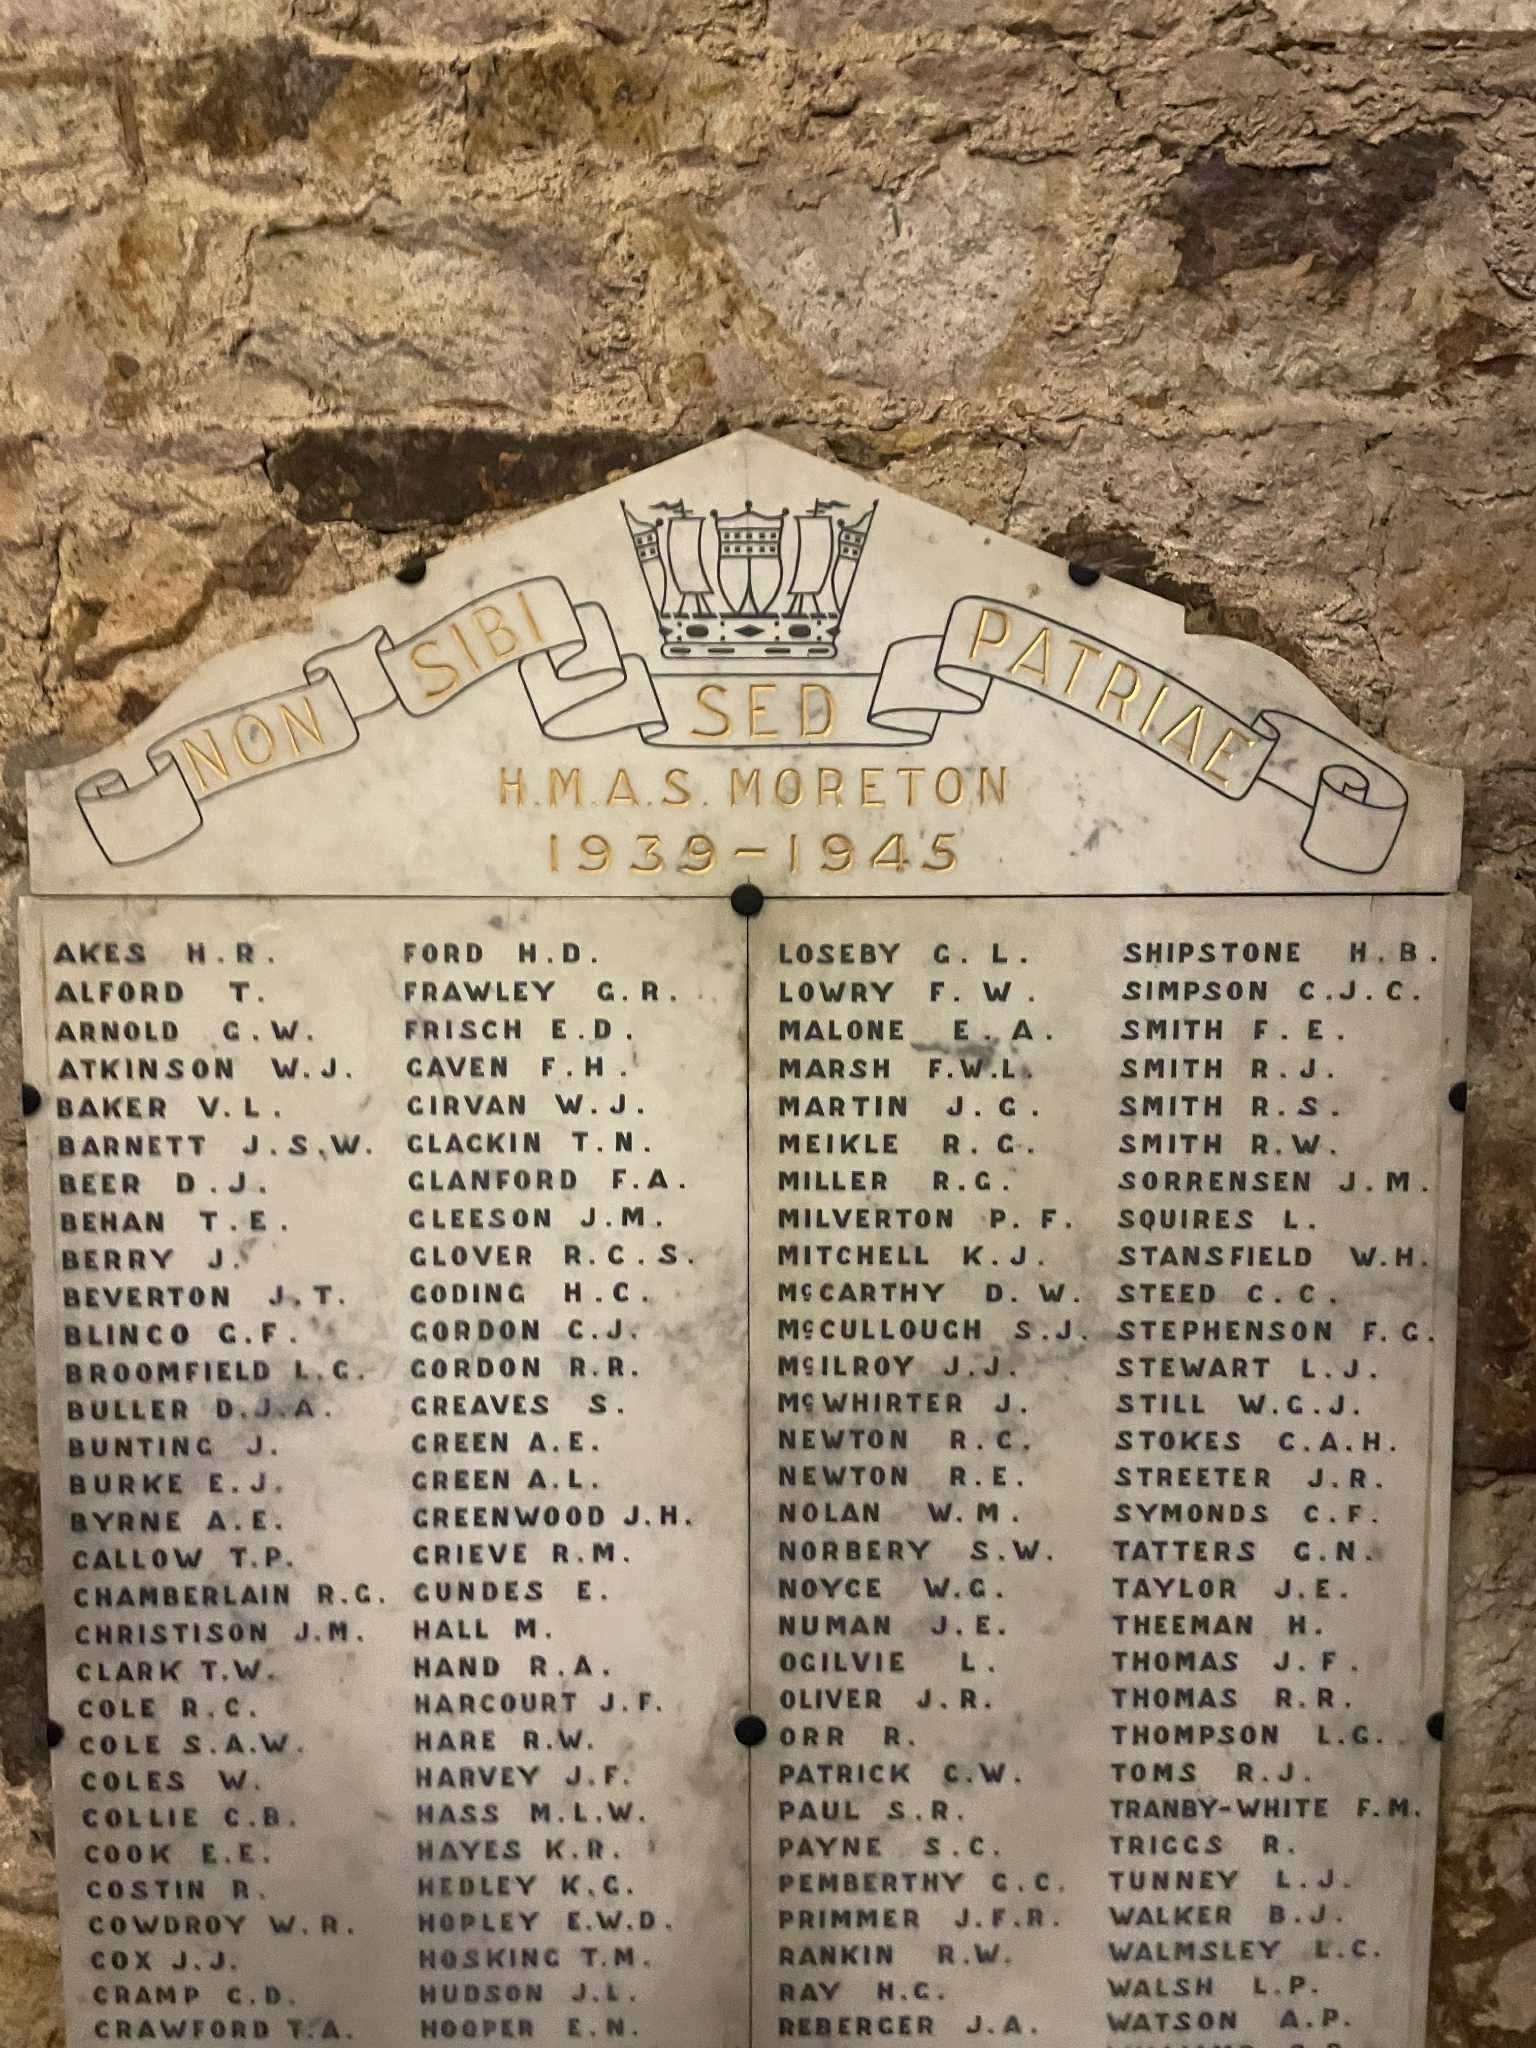 NON SIBI SED PATRIAE
H.M.A.S. MORETON
1939-1945
AKES H.R.
ALFORD T.
ARNOLD G.W.
ATKINSON W.J.
BAKER V.L.
BARNETT J.S.W.
BEER D.J.
BEHAN T.E.
BERRY J.
BEVERTON J.T.
BLINCO G.F.
BROOMFIELD L.G.
BULLER D.J.A.
BUNTING J.
BURKE E.J.
BYRNE A.E.
CALLOW T.P.
CHAMBERLAIN R.G.
CHRISTISON J.M.
CLARK T.W.
COLE R.C.
COLE S.A.W.
COLES W.
COLLIE C.B.
COOK E.E.
COSTIN R.
COWDROY W.R.
COX J.J.
CRAMP C.D.
CRAWFORD T.A.
FORD H.D.
FRAWLEY G.R.
FRISCH E.D.
GAVEN F.H.
GIRVAN W.J.
GLACKIN T.N.
GLANFORD F.A.
GLEESON J.M.
GLOVER R.C.S.
GODING H.C.
GORDON C.J.
GORDON R.R.
GREAVES S.
GREEN A.E.
GREEN A.L.
GREENWOOD J.H.
GRIEVE R.M.
GUNDES E.
HALL M.
HAND R.A.
HARCOURT J.F.
HARE R.W.
HARVEY J.F.
HASS M.L.W.
HAYES K.R.
HEDLEY K.G.
HOPLEY E.W.D.
HOSKING T.M.
HUDSON J.L.
HOOPER E.N.
LOSEBY G.L.
LOWRY F.W.
MALONE E.A.
MARSH F.W.L.
MARTIN J.G.
MEIKLE R.G.
MILLER R.G.
MILVERTON P.F.
MITCHELL K.J.
McCARTHY D.W.
McCULLOUGH S.J.
McILROY J.J.
McWHIRTER J.
NEWTON R.C.
NEWTON R.E.
NOLAN W.M.
NORBERY S.W.
NOYCE W.G.
NUMAN J.E.
OGILVIE L.
OLIVER J.R.
ORR R.
PATRICK C.W.
PAUL S.R.
PAYNE S.C.
PEMBERTHY G.C.
PRIMMER J.F.R.
RANKIN R.W.
RAY H.G.
REBERGER J.A.
SHIPSTONE H.B.
SIMPSON C.J.C.
SMITH F.E.
SMITH R.J.
SMITH R.S.
SMITH R.W.
SORRENSEN J.M.
SQUIRES L.
STANSFIELD W.H.
STEED C.C.
STEPHENSON F.G.
STEWART L.J.
STILL W.G.J.
STOKES C.A.H.
STREETER J.R.
SYMONDS C.F.
TATTERS G.N.
TAYLOR J.E.
THEEMAN H.
THOMAS J.F.
THOMAS R.R.
THOMPSON L.G.
TOMS R.J.
TRANBY-WHITE F.M.
TRIGGS R.
TUNNEY L.J.
WALKER B.J.
WALMSLEY L.C.
WALSH L.P.
WATSON A.P.